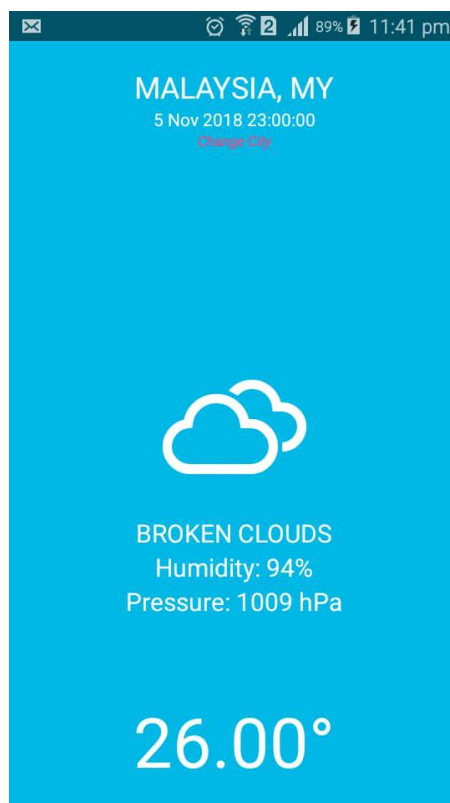 2 89% 11:41 pm
MALAYSIA, MY
5 Nov 2018 23:00:00
Change City
BROKEN CLOUDS
Humidity: 94%
Pressure: 1009 hPa
26.00°